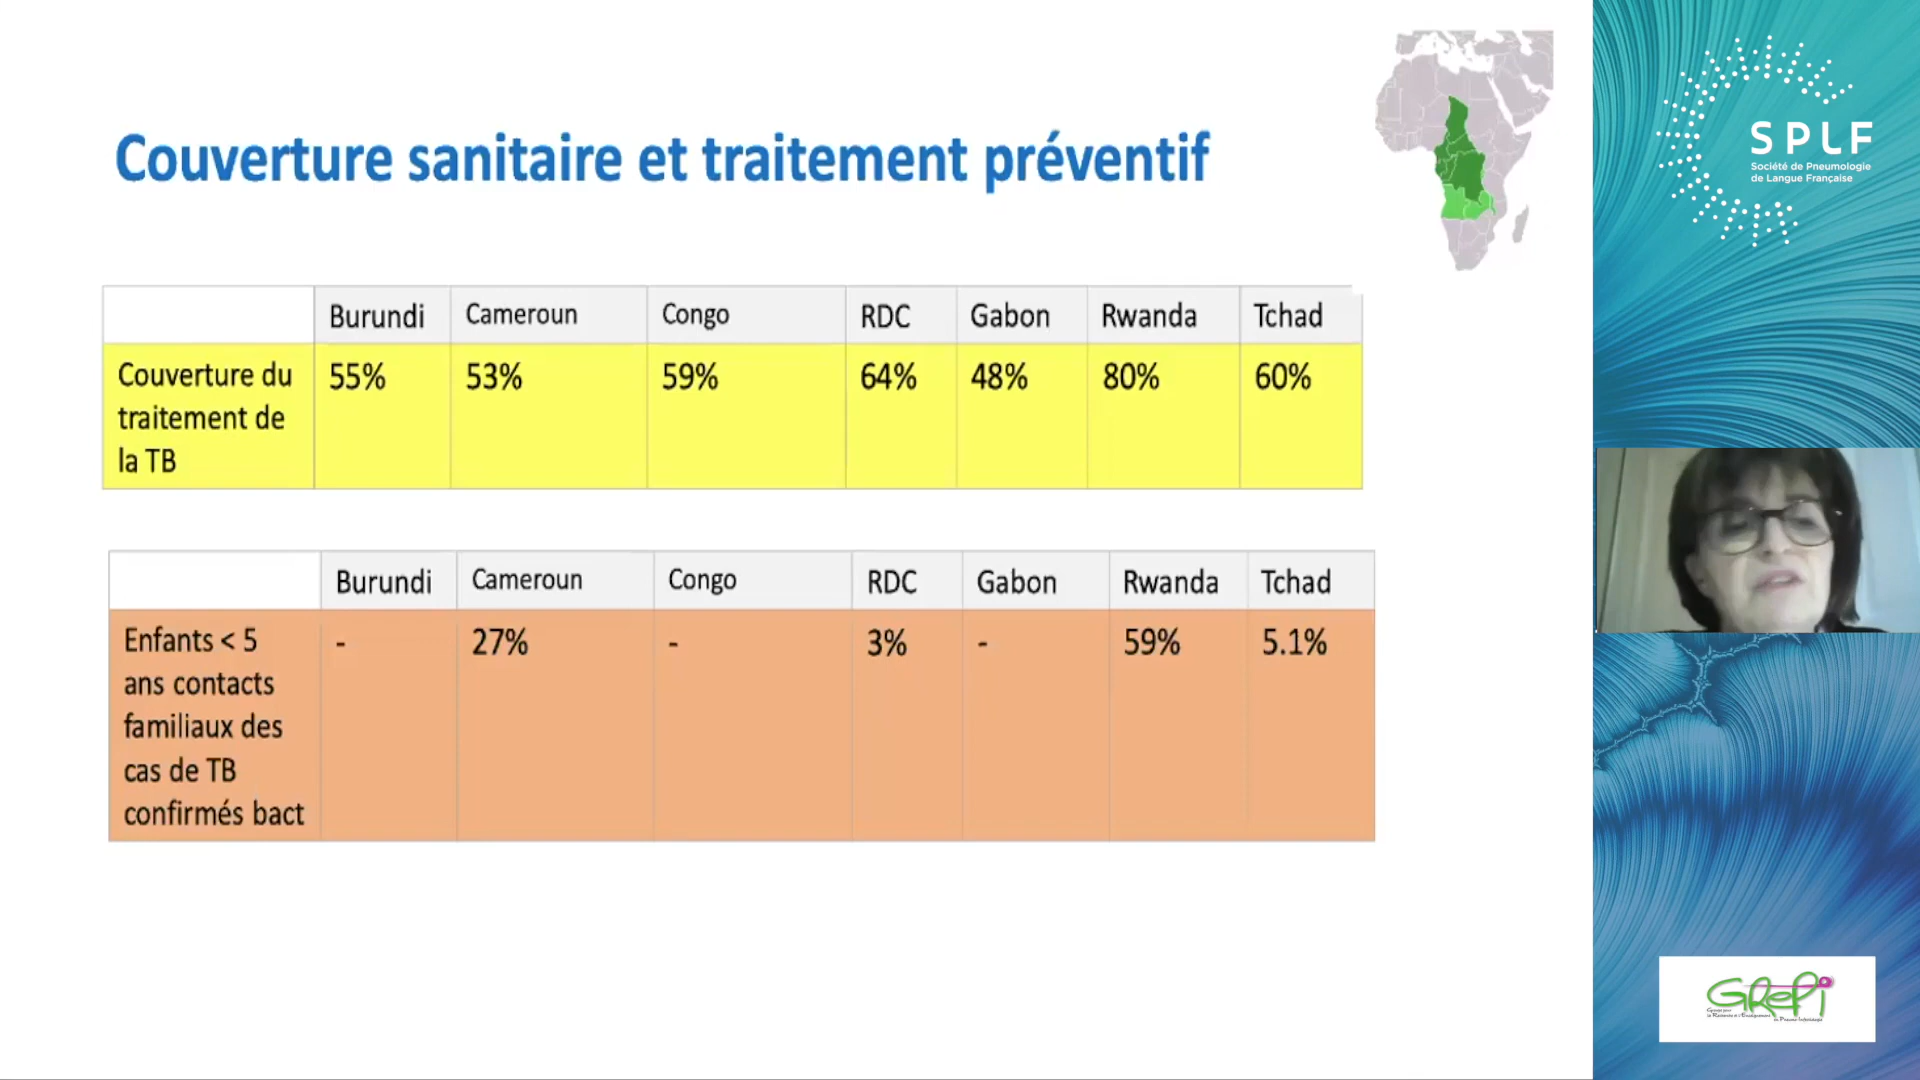 Couverture sanitaire et traitement préventif
SPLF
Société de Pneumologie
de Langue Française
Burundi Cameroun Congo RDC Gabon Rwanda Tchad
Couverture du 55% 53% 59% 64% 48% 80% 60%
traitement de
la TB
Burundi Cameroun Congo RDC Gabon Rwanda Tchad
Enfants < 5 - 27% - 3% - 59% 5.1%
ans contacts
familiaux des
cas de TB
confirmés bact
GRePi